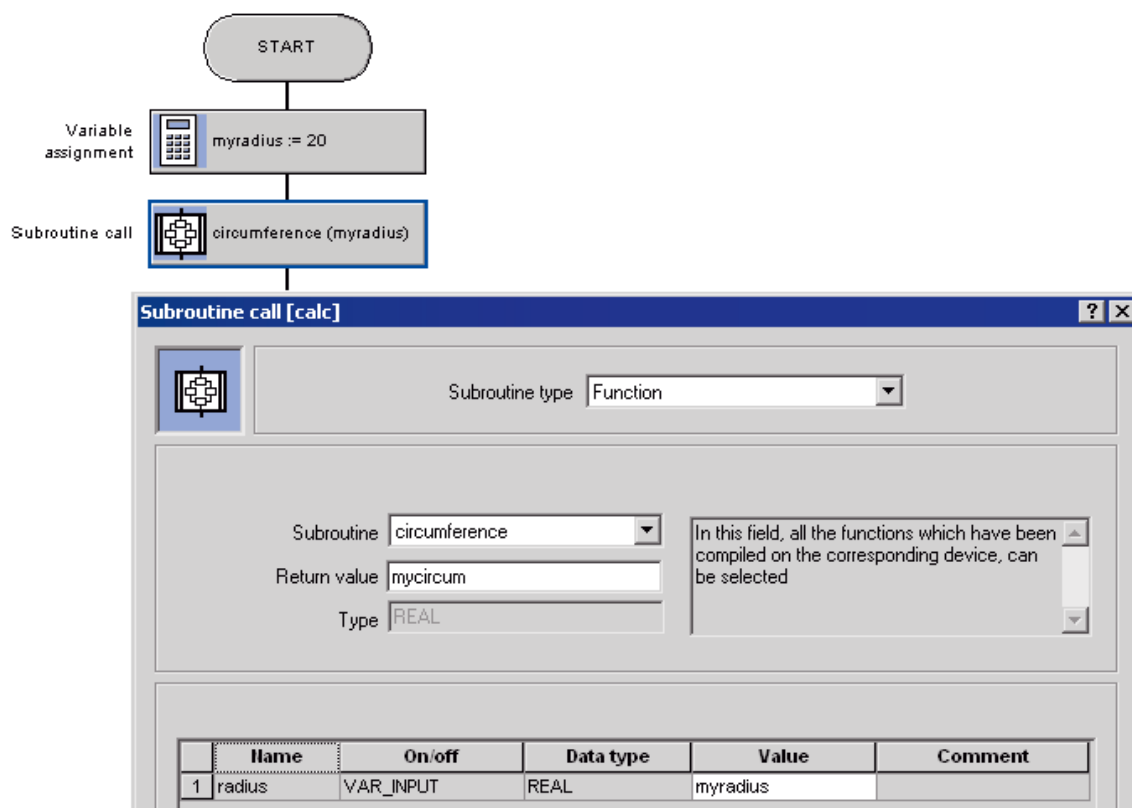 START
Variable
assignment
myradius := 20
Subroutine call
circumference (myradius)
Subroutine call [calc]
Subroutine type Function
Subroutine circumference
Return value mycircum
Type REAL
In this field, all the functions which have been
compiled on the corresponding device, can
be selected
Name On/off Data type Value Comment
1 radius VAR_INPUT REAL myradius